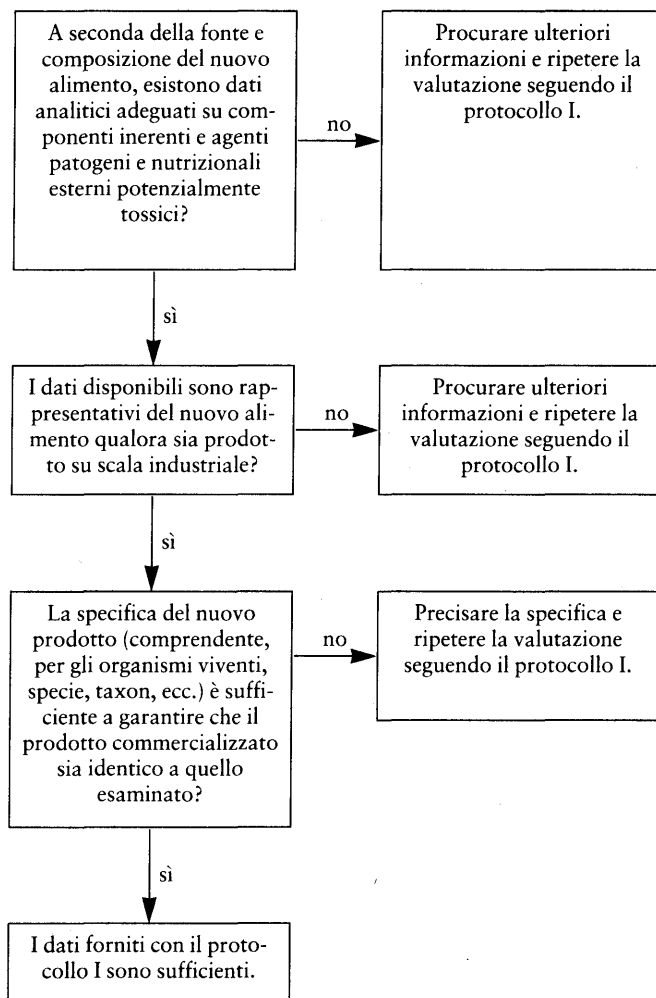 A seconda della fonte e
composizione del nuovo
alimento, esistono dati
analitici adeguati su com-
ponenti inerenti e agenti
patogeni e nutrizionali
esterni potenzialmente
tossici?
no
Procurare ulteriori
informazioni e ripetere la
valutazione seguendo il
protocollo I.
sì
I dati disponibili sono rap-
presentativi del nuovo ali-
mento qualora sia prodot-
to su scala industriale?
no
Procurare ulteriori
informazioni e ripetere la
valutazione seguendo il
protocollo I.
sì
La specifica del nuovo
prodotto (comprendente,
per gli organismi viventi,
specie, taxon, ecc.) è suffi-
ciente a garantire che il
prodotto commercializzato
sia identico a quello
esaminato?
no
Precisare la specifica e
ripetere la valutazione
seguendo il protocollo I.
sì
I dati forniti con il proto-
collo I sono sufficienti.